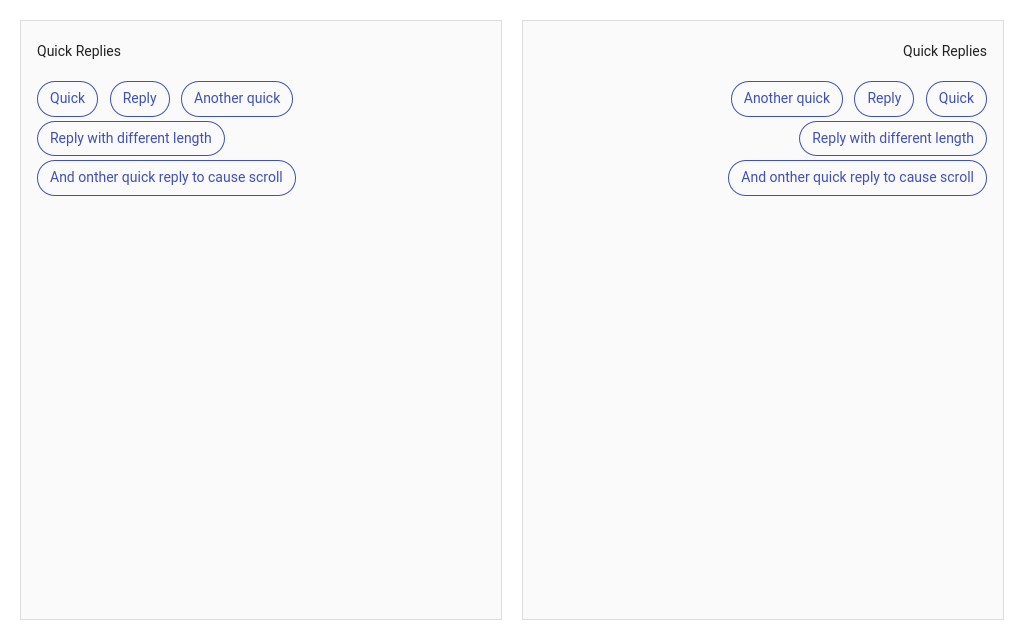 Quick Replies
Quick Reply Another quick
Reply with different length
And onther quick reply to cause scroll
Quick Replies
Another quick Reply Quick
Reply with different length
And onther quick reply to cause scroll